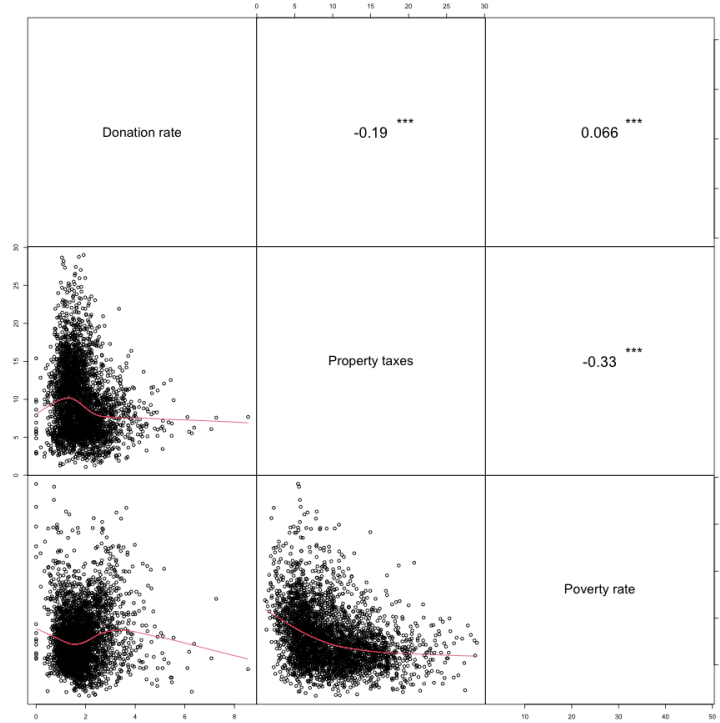 0 5 10 15 20 25 30
Donation rate
-0.19 ***
0.066 ***
30
25
20
15
10
5
0
Property taxes
-0.33 ***
Poverty rate
0 2 4 6 8
10 20 30 40 50